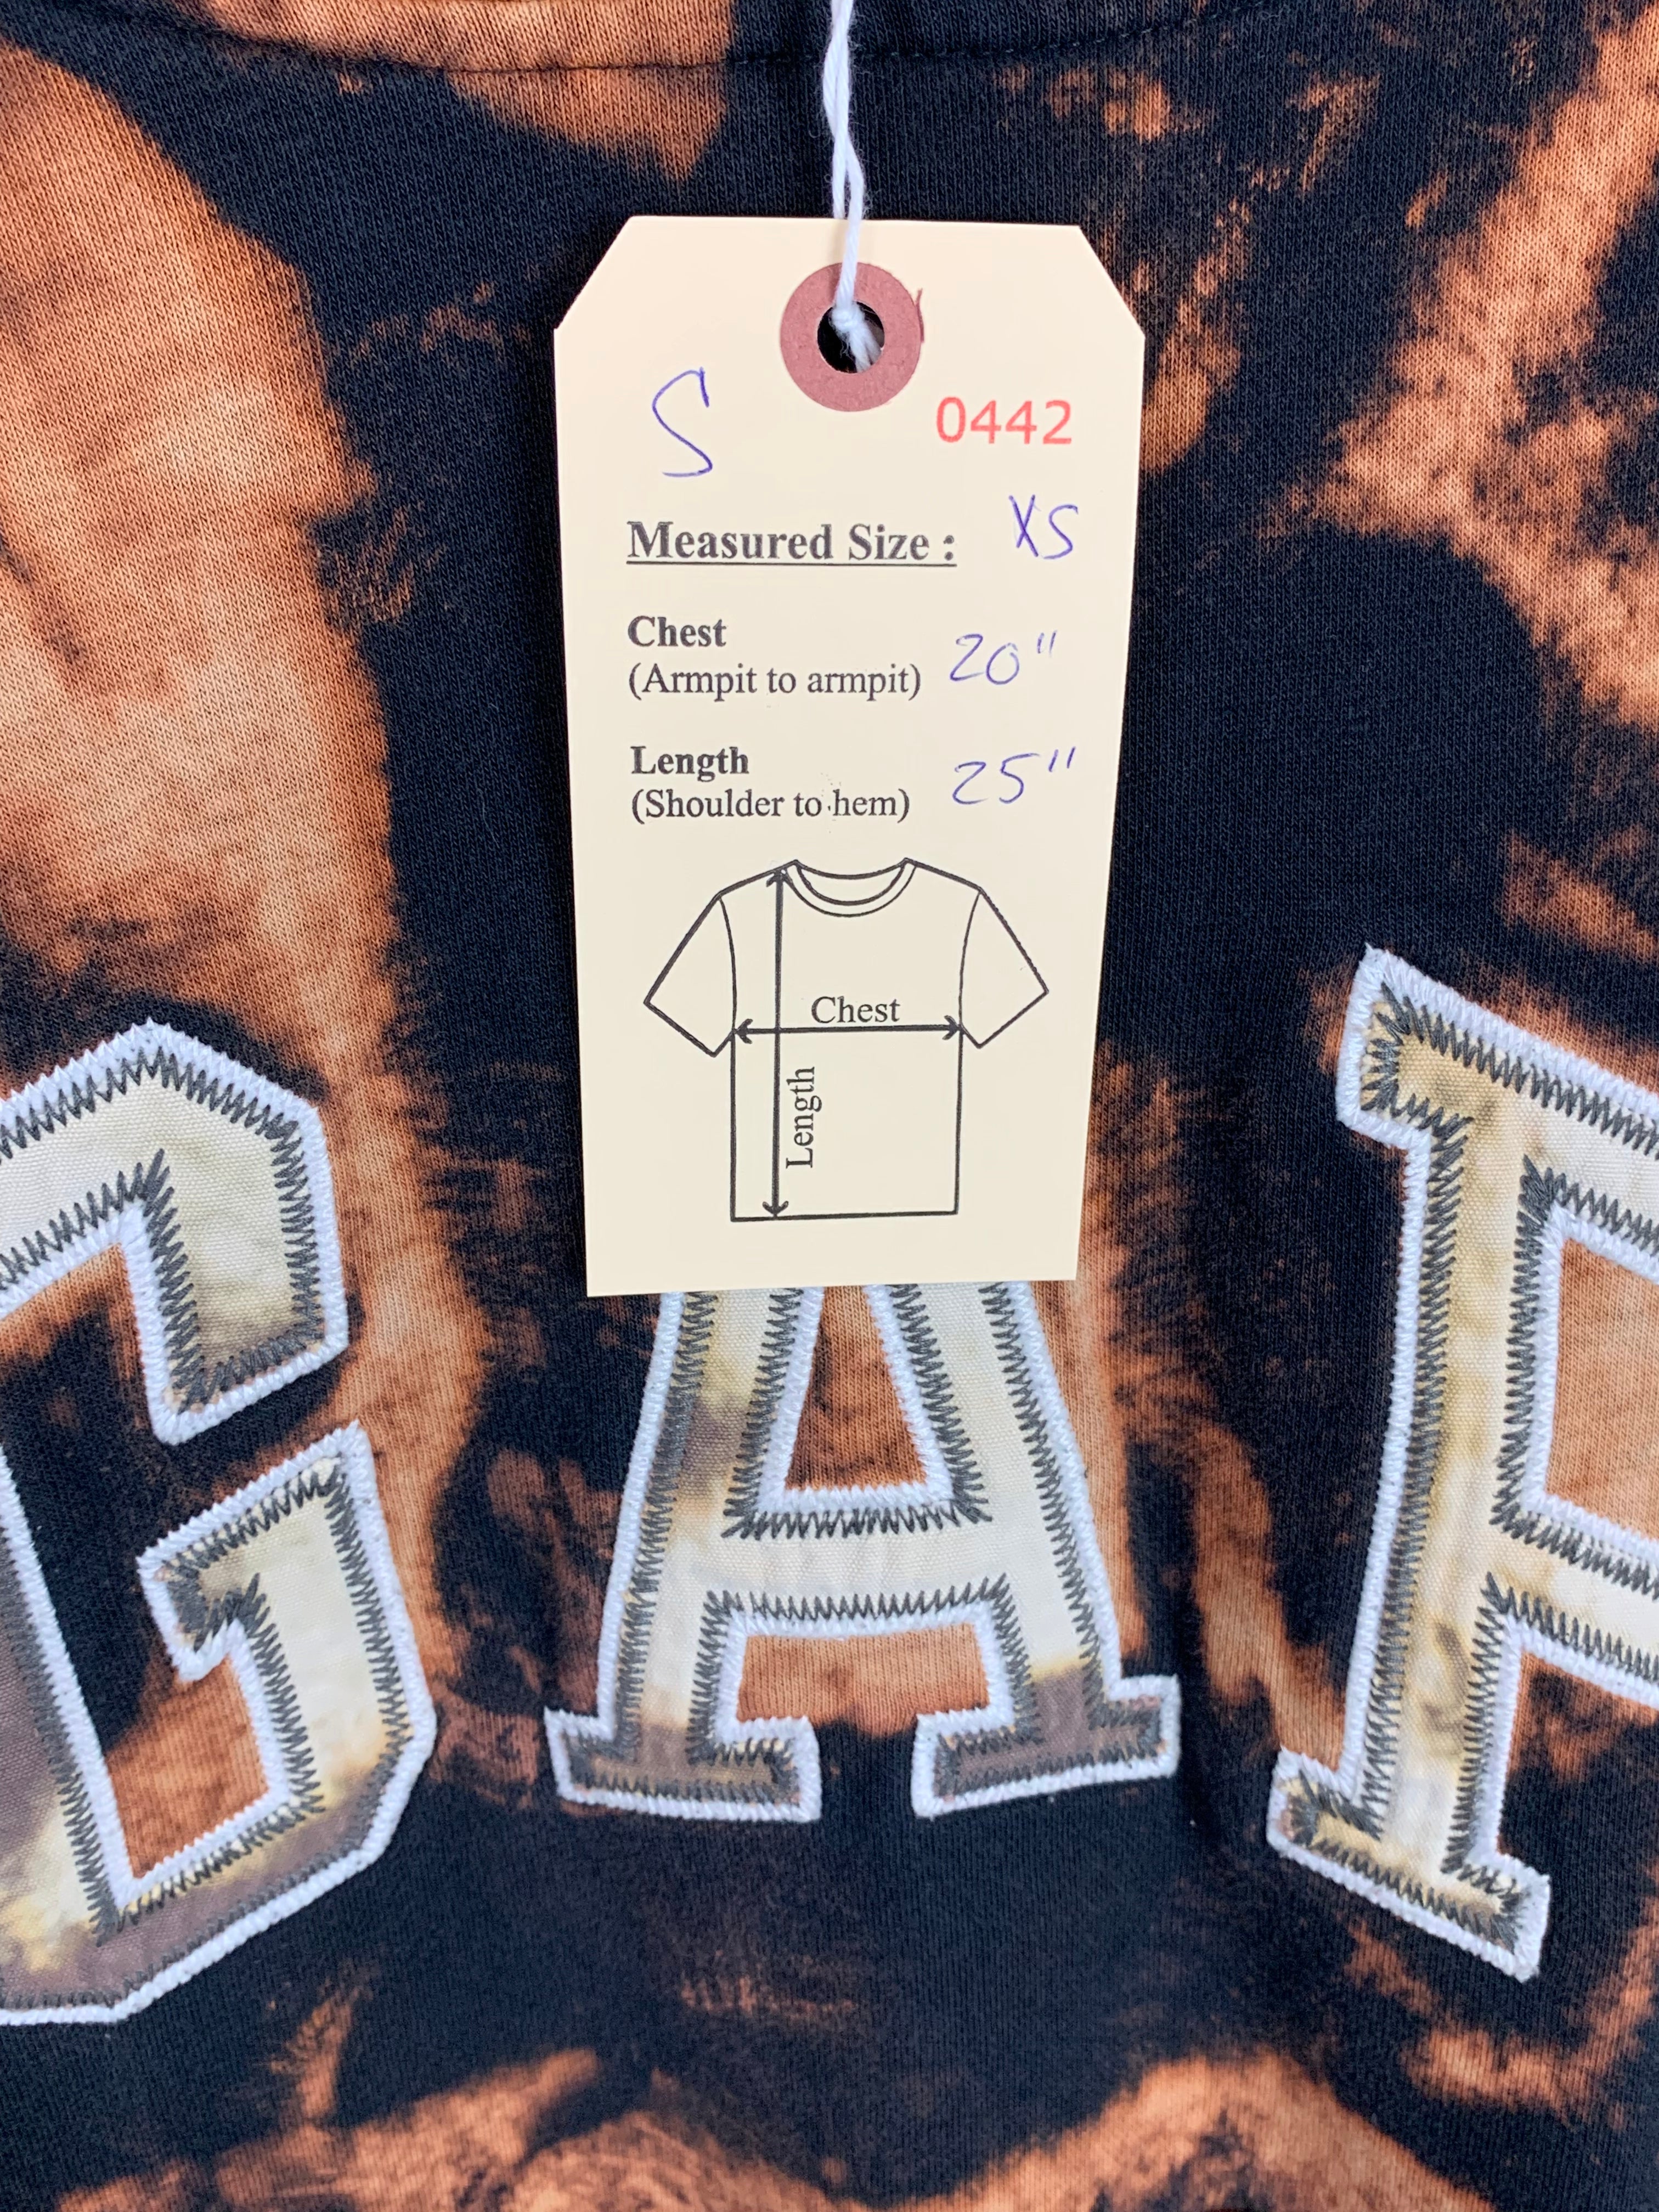 S
0442
Measured Size : XS
Chest
(Armpit to armpit) 20"
Length
(Shoulder to hem) 25"
Chest
Length
GAP